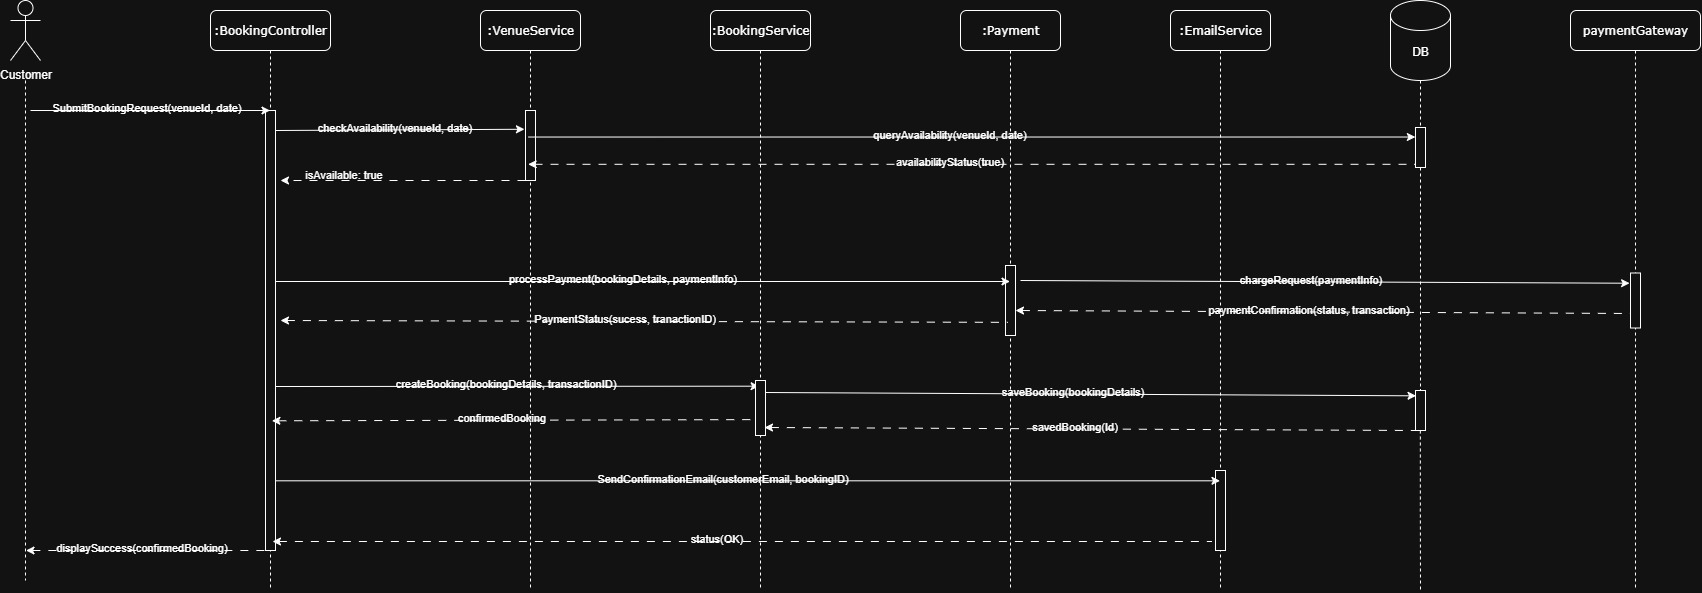 :BookingController
:VenueService
:BookingService
:Payment
:EmailService
DB
paymentGateway
Customer
SubmitBookingRequest(venueId, date)
checkAvailability(venueId, date)
queryAvailability(venueId, date)
availabilityStatus(true)
isAvailable: true
processPayment(bookingDetails, paymentInfo)
chargeRequest(paymentInfo)
paymentConfirmation(status, transaction)
PaymentStatus(sucess, tranactionID)
createBooking(bookingDetails, transactionID)
saveBooking(bookingDetails)
confirmedBooking
savedBooking(Id)
SendConfirmationEmail(customerEmail, bookingID)
status(OK)
displaySuccess(confirmedBooking)